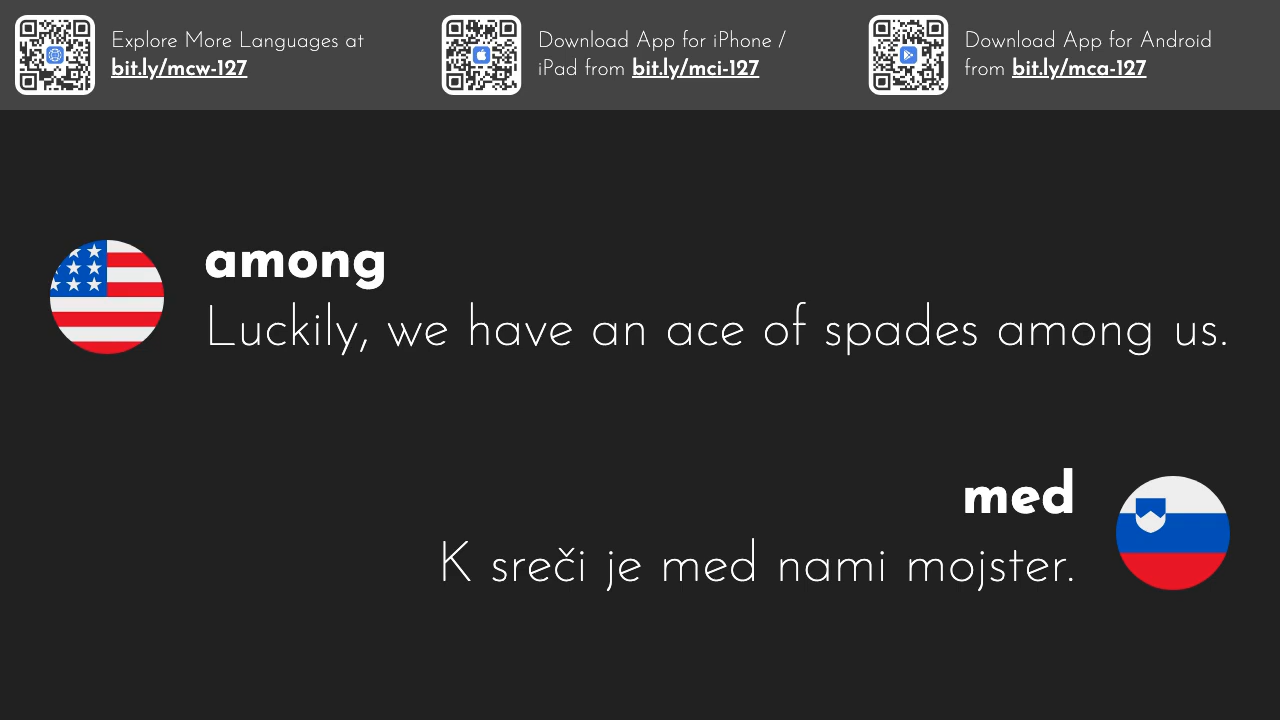 Explore More Languages at
bit.ly/mcw-127
Download App for iPhone /
iPad from bit.ly/mci-127
Download App for Android
from bit.ly/mca-127
among
Luckily, we have an ace of spades among us.
med
K sreči je med nami mojster.